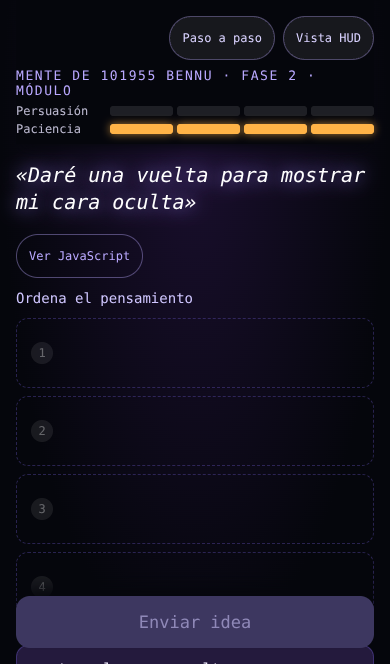 Paso a paso
Vista HUD
MENTE DE 101955 BENNU · FASE 2 ·
MÓDULO
Persuasión
Paciencia
«Daré una vuelta para mostrar
mi cara oculta»
Ver JavaScript
Ordena el pensamiento
1
2
3
4
Enviar idea